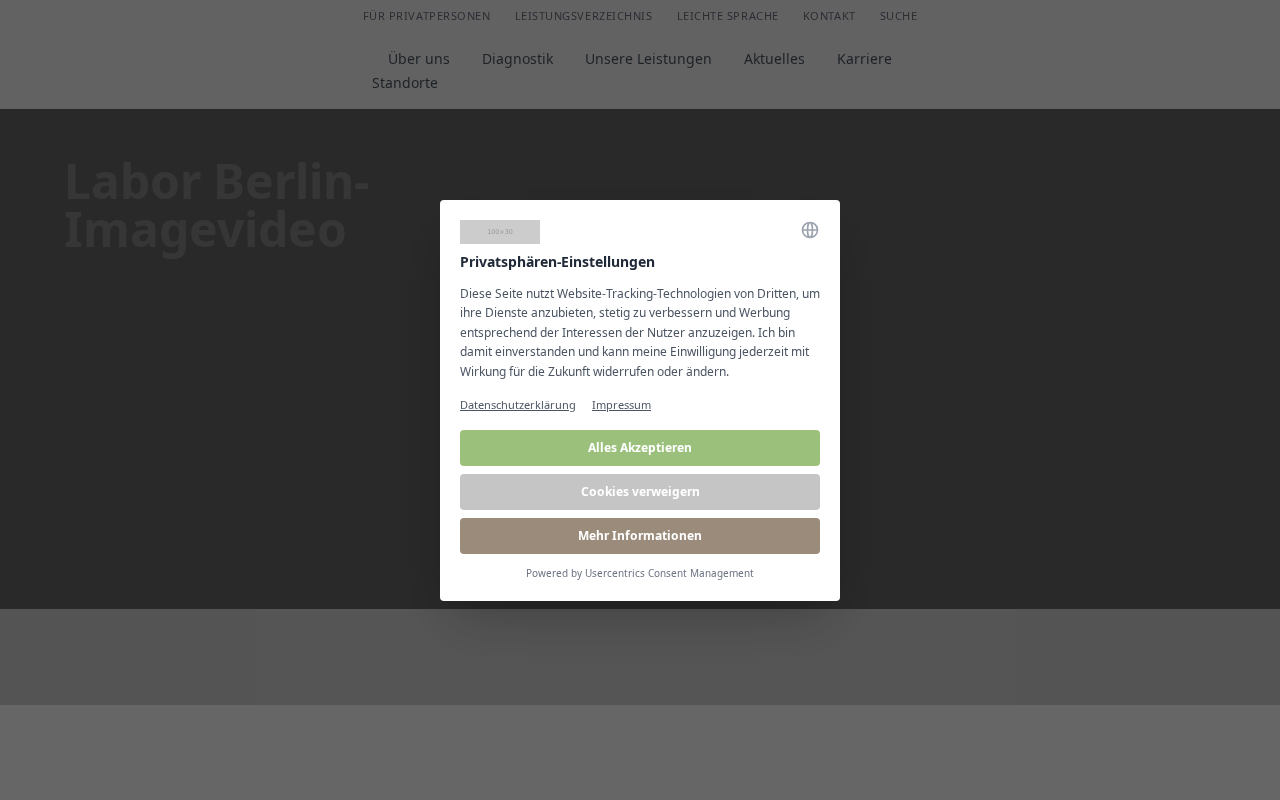 FÜR PRIVATPERSONEN LEISTUNGSVERZEICHNIS LEICHTE SPRACHE KONTAKT SUCHE
Über uns Diagnostik Unsere Leistungen Aktuelles Karriere
Standorte
Labor Berlin-
Imagevideo
100×30
Privatsphären-Einstellungen
Diese Seite nutzt Website-Tracking-Technologien von Dritten, um
ihre Dienste anzubieten, stetig zu verbessern und Werbung
entsprechend der Interessen der Nutzer anzuzeigen. Ich bin
damit einverstanden und kann meine Einwilligung jederzeit mit
Wirkung für die Zukunft widerrufen oder ändern.
Datenschutzerklärung Impressum
Alles Akzeptieren
Cookies verweigern
Mehr Informationen
Powered by Usercentrics Consent Management